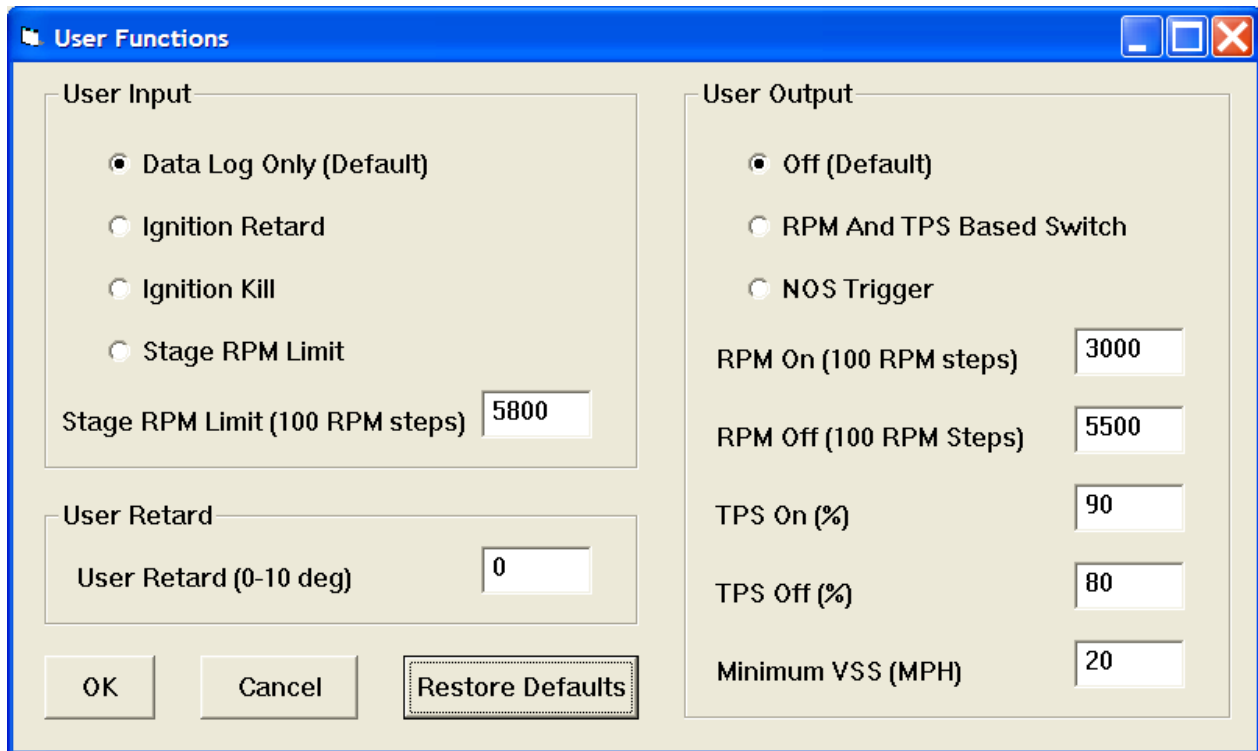 User Functions
User Input
Data Log Only (Default)
Ignition Retard
Ignition Kill
Stage RPM Limit
Stage RPM Limit (100 RPM steps) 5800
User Retard
User Retard (0-10 deg) 0
OK Cancel Restore Defaults
User Output
Off (Default)
RPM And TPS Based Switch
NOS Trigger
RPM On (100 RPM steps) 3000
RPM Off (100 RPM Steps) 5500
TPS On (%) 90
TPS Off (%) 80
Minimum VSS (MPH) 20